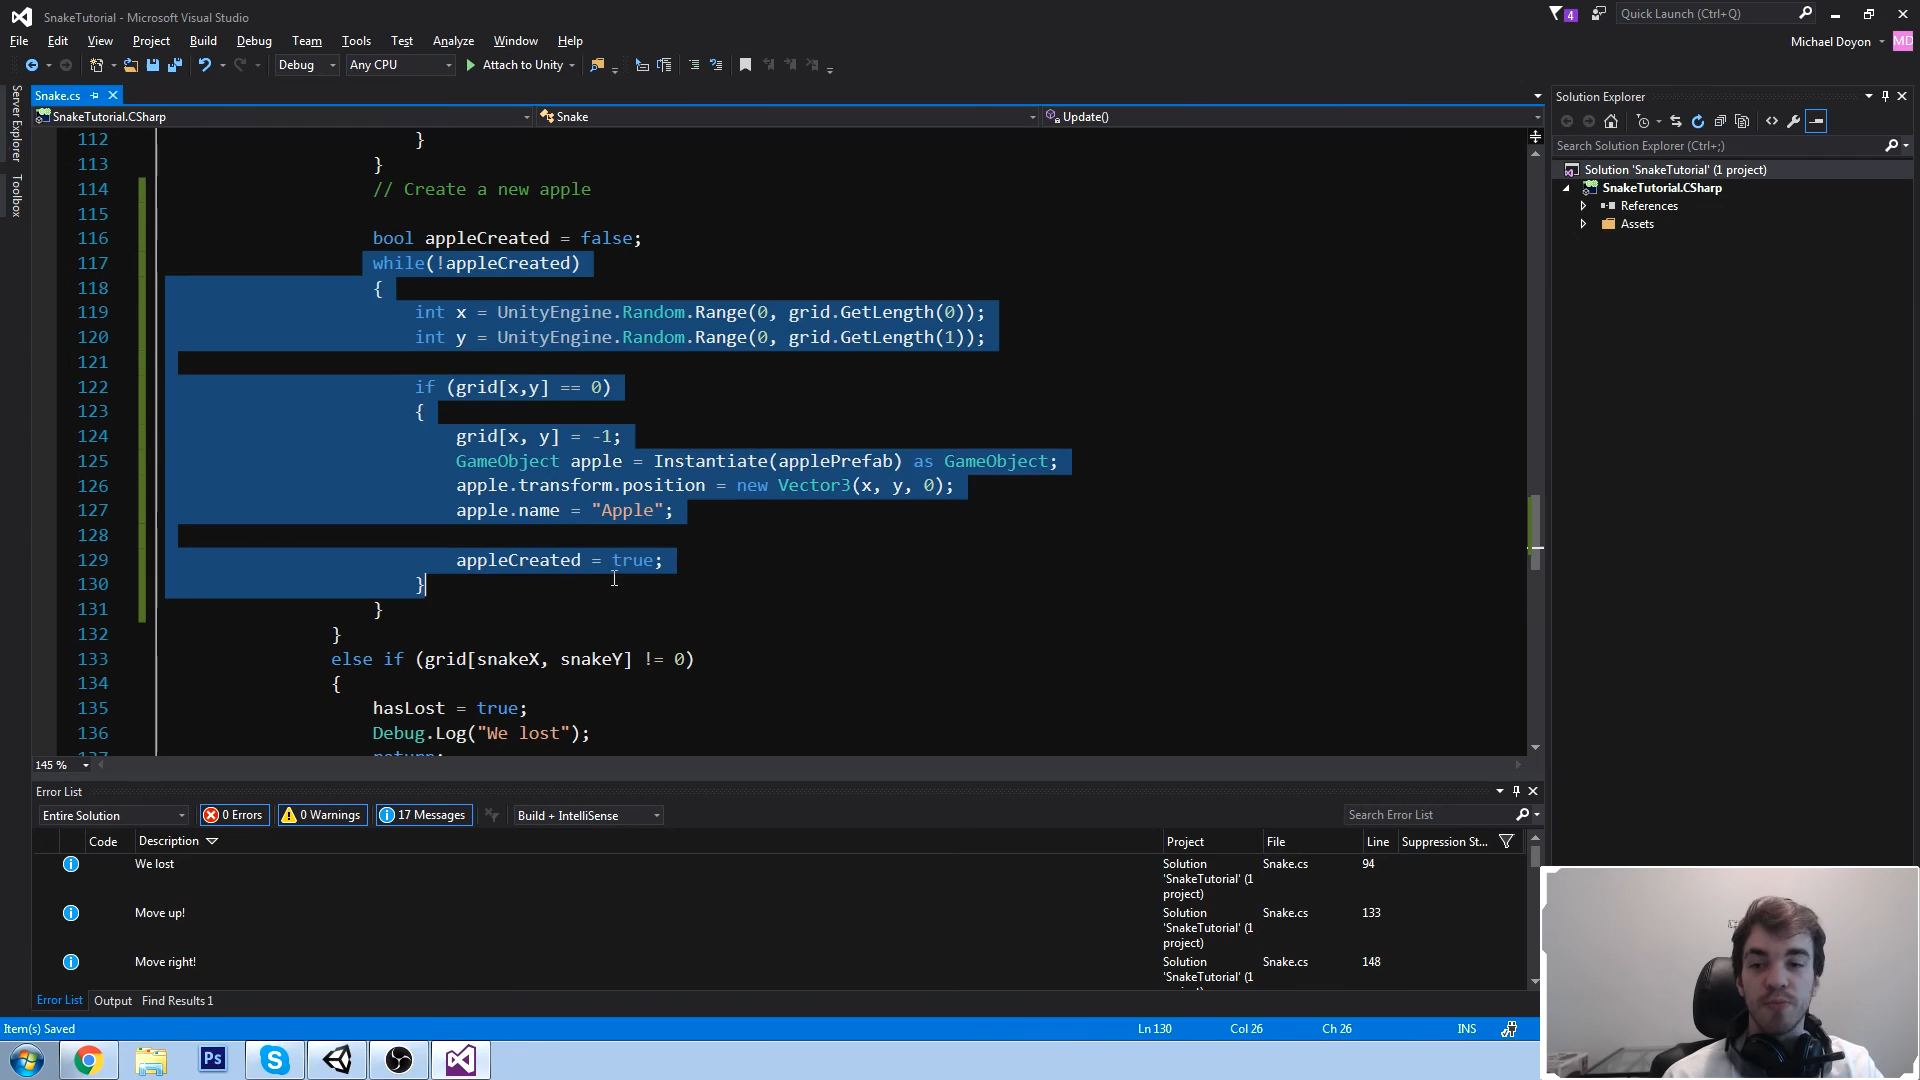 SnakeTutorial - Microsoft Visual Studio
4
Quick Launch (Ctrl+Q)
File Edit View Project Build Debug Team Tools Test Analyze Window Help
Michael Doyon
MD
Debug Any CPU Attach to Unity
Server Explorer
Toolbox
Snake.cs
SnakeTutorial.CSharp Snake Update()
112 }
113 }
114 // Create a new apple
115
116 bool appleCreated = false;
117 while(!appleCreated)
118 {
119 int x = UnityEngine.Random.Range(0, grid.GetLength(0));
120 int y = UnityEngine.Random.Range(0, grid.GetLength(1));
121
122 if (grid[x,y] == 0)
123 {
124 grid[x, y] = -1;
125 GameObject apple = Instantiate(applePrefab) as GameObject;
126 apple.transform.position = new Vector3(x, y, 0);
127 apple.name = "Apple";
128
129 appleCreated = true;
130 }
131 }
132 }
133 else if (grid[snakeX, snakeY] != 0)
134 {
135 hasLost = true;
136 Debug.Log("We lost");
137 return;
145 %
Solution Explorer
Search Solution Explorer (Ctrl+;)
Solution 'SnakeTutorial' (1 project)
SnakeTutorial.CSharp
References
Assets
Error List
Entire Solution 0 Errors 0 Warnings 17 Messages Build + IntelliSense Search Error List
Code Description Project File Line Suppression St...
We lost Solution 'SnakeTutorial' (1 project) Snake.cs 94
Move up! Solution 'SnakeTutorial' (1 project) Snake.cs 133
Move right! Solution 'SnakeTutorial' (1 Snake.cs 148
Error List Output Find Results 1
Item(s) Saved Ln 130 Col 26 Ch 26 INS
Ps